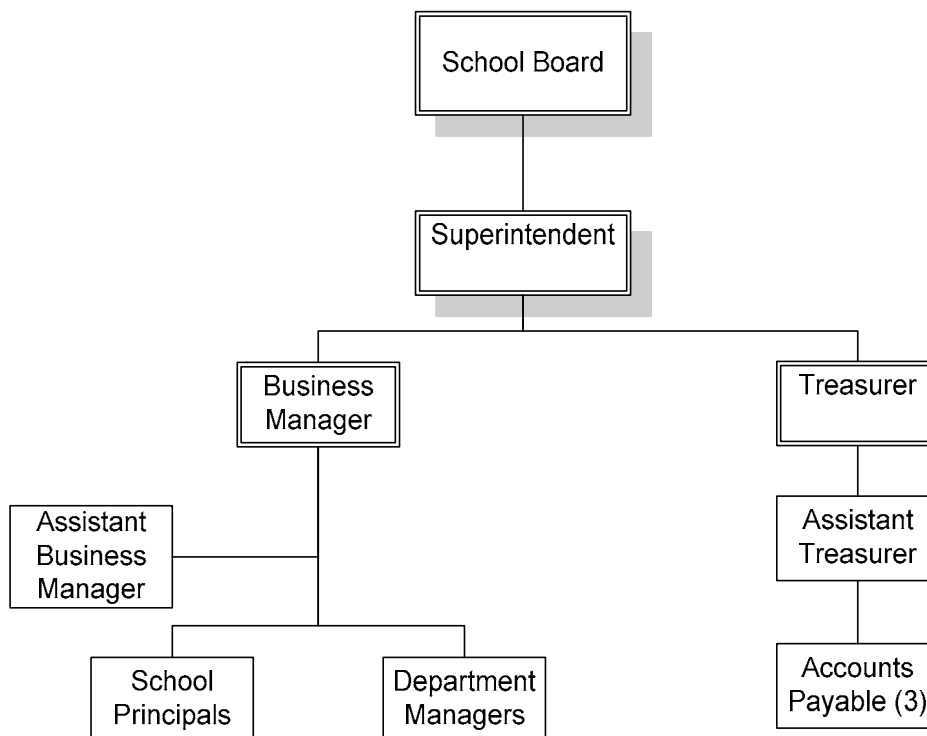 School Board
Superintendent
Business
Manager
Treasurer
Assistant
Business
Manager
Assistant
Treasurer
School
Principals
Department
Managers
Accounts
Payable (3)